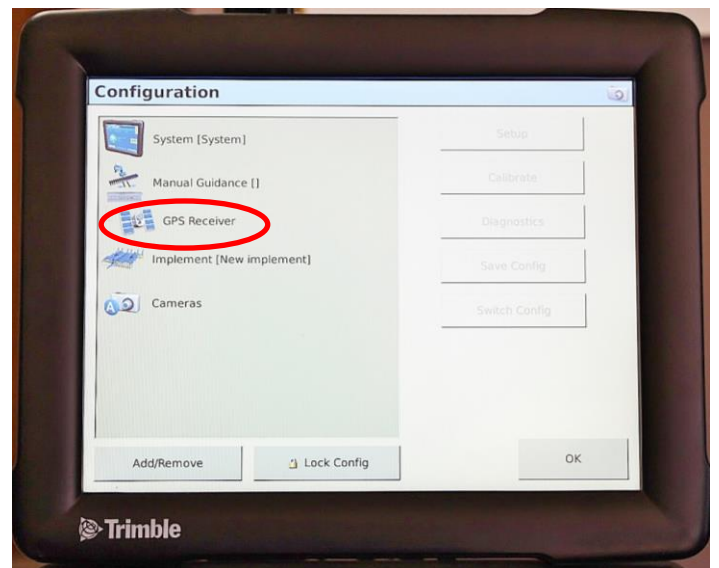 Configuration
System [System]
Setup
Manual Guidance []
Calibrate
GPS Receiver
Diagnostics
Implement [New implement]
Save Config
Cameras
Switch Config
Add/Remove
Lock Config
OK
Trimble